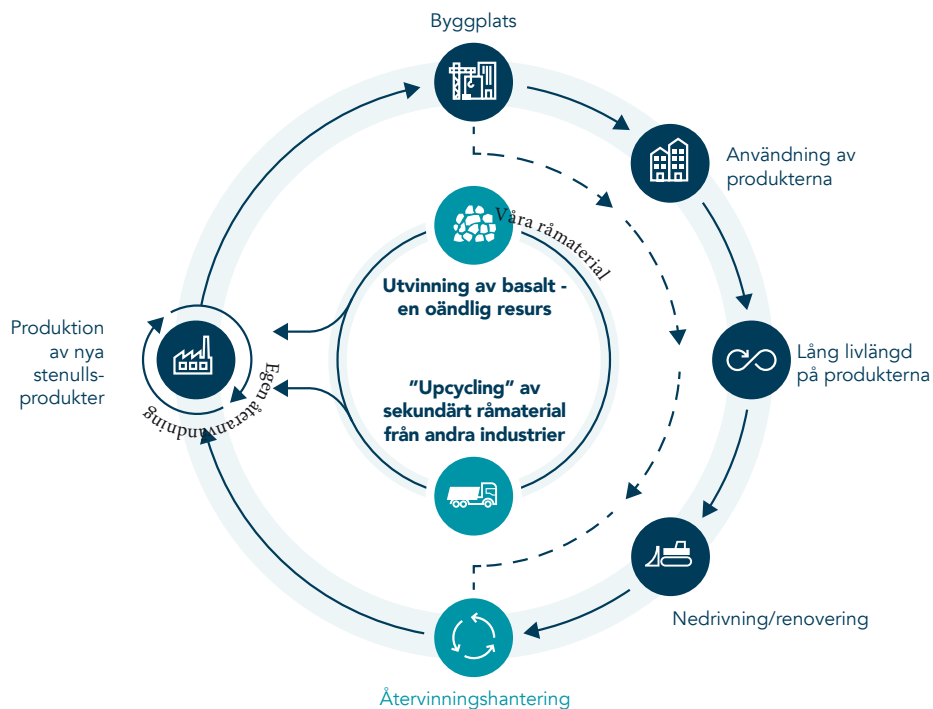 Byggplats
Användning av
produkterna
Våra råmaterial
Utvinning av basalt -
en oändlig resurs
Produktion
av nya
stenulls-
produkter
Egen återanvändning
Lång livlängd
på produkterna
"Upcycling" av
sekundärt råmaterial
från andra industrier
Nedrivning/renovering
Återvinningshantering